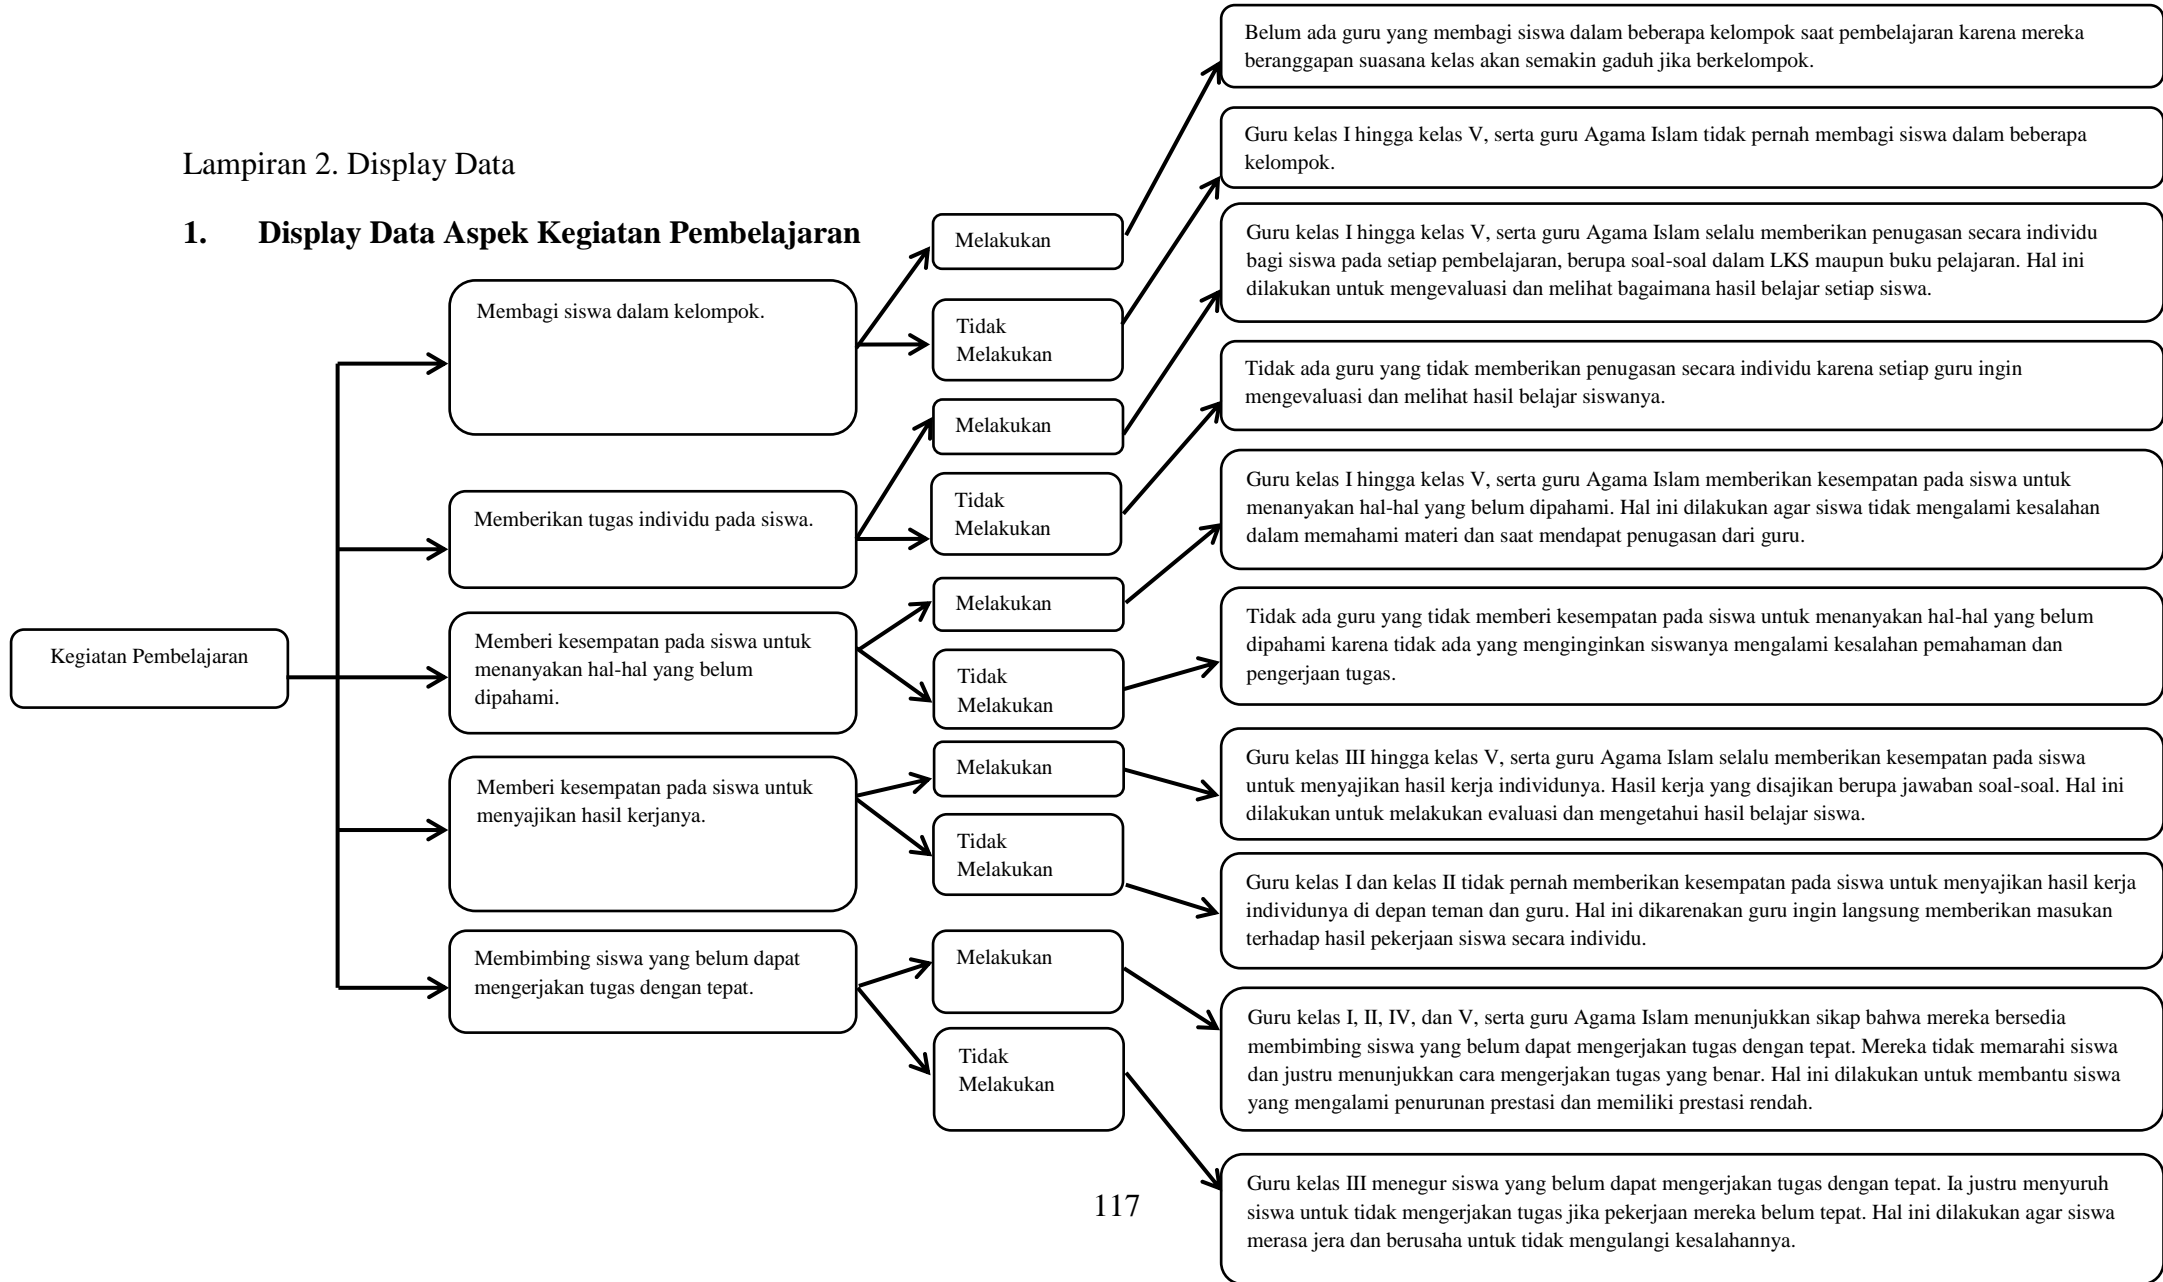 Lampiran 2. Display Data
1. Display Data Aspek Kegiatan Pembelajaran
Kegiatan Pembelajaran
Membagi siswa dalam kelompok.
Melakukan
Belum ada guru yang membagi siswa dalam beberapa kelompok saat pembelajaran karena mereka
beranggapan suasana kelas akan semakin gaduh jika berkelompok.
Tidak
Melakukan
Guru kelas I hingga kelas V, serta guru Agama Islam tidak pernah membagi siswa dalam beberapa
kelompok.
Memberikan tugas individu pada siswa.
Melakukan
Guru kelas I hingga kelas V, serta guru Agama Islam selalu memberikan penugasan secara individu
bagi siswa pada setiap pembelajaran, berupa soal-soal dalam LKS maupun buku pelajaran. Hal ini
dilakukan untuk mengevaluasi dan melihat bagaimana hasil belajar setiap siswa.
Tidak
Melakukan
Tidak ada guru yang tidak memberikan penugasan secara individu karena setiap guru ingin
mengevaluasi dan melihat hasil belajar siswanya.
Memberi kesempatan pada siswa untuk
menanyakan hal-hal yang belum
dipahami.
Melakukan
Guru kelas I hingga kelas V, serta guru Agama Islam memberikan kesempatan pada siswa untuk
menanyakan hal-hal yang belum dipahami. Hal ini dilakukan agar siswa tidak mengalami kesalahan
dalam memahami materi dan saat mendapat penugasan dari guru.
Tidak
Melakukan
Tidak ada guru yang tidak memberi kesempatan pada siswa untuk menanyakan hal-hal yang belum
dipahami karena tidak ada yang menginginkan siswanya mengalami kesalahan pemahaman dan
pengerjaan tugas.
Memberi kesempatan pada siswa untuk
menyajikan hasil kerjanya.
Melakukan
Guru kelas III hingga kelas V, serta guru Agama Islam selalu memberikan kesempatan pada siswa
untuk menyajikan hasil kerja individunya. Hasil kerja yang disajikan berupa jawaban soal-soal. Hal ini
dilakukan untuk melakukan evaluasi dan mengetahui hasil belajar siswa.
Tidak
Melakukan
Guru kelas I dan kelas II tidak pernah memberikan kesempatan pada siswa untuk menyajikan hasil kerja
individunya di depan teman dan guru. Hal ini dikarenakan guru ingin langsung memberikan masukan
terhadap hasil pekerjaan siswa secara individu.
Membimbing siswa yang belum dapat
mengerjakan tugas dengan tepat.
Melakukan
Guru kelas I, II, IV, dan V, serta guru Agama Islam menunjukkan sikap bahwa mereka bersedia
membimbing siswa yang belum dapat mengerjakan tugas dengan tepat. Mereka tidak memarahi siswa
dan justru menunjukkan cara mengerjakan tugas yang benar. Hal ini dilakukan untuk membantu siswa
yang mengalami penurunan prestasi dan memiliki prestasi rendah.
Tidak
Melakukan
Guru kelas III menegur siswa yang belum dapat mengerjakan tugas dengan tepat. Ia justru menyuruh
siswa untuk tidak mengerjakan tugas jika pekerjaan mereka belum tepat. Hal ini dilakukan agar siswa
merasa jera dan berusaha untuk tidak mengulangi kesalahannya.
117